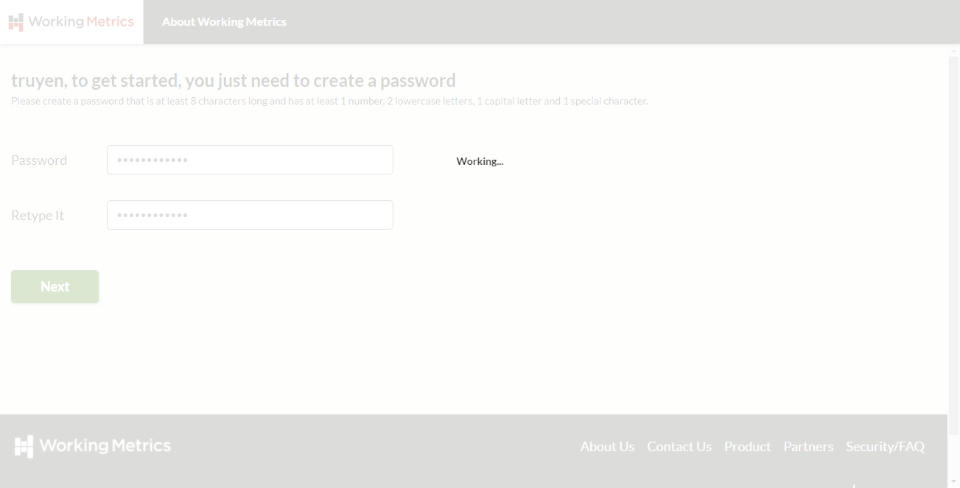 Working Metrics
About Working Metrics
truyen, to get started, you just need to create a password
Please create a password that is at least 8 characters long and has at least 1 number, 2 lowercase letters, 1 capital letter and 1 special character.
Password
Working...
Retype It
Next
Working Metrics
About Us Contact Us Product Partners Security/FAQ